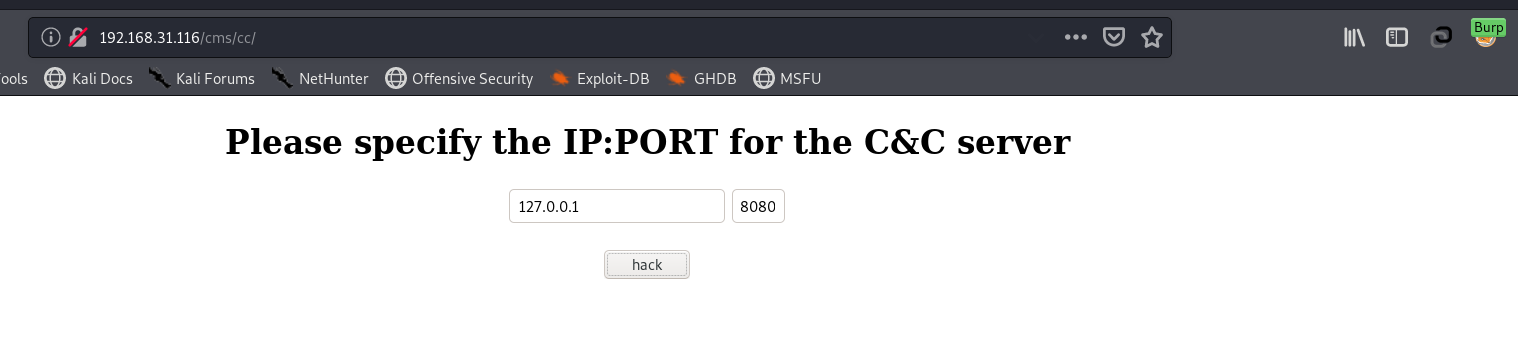 Burp
192.168.31.116/cms/cc/
ools Kali Docs Kali Forums NetHunter Offensive Security Exploit-DB GHDB MSFU
Please specify the IP:PORT for the C&C server
127.0.0.1 8080
hack